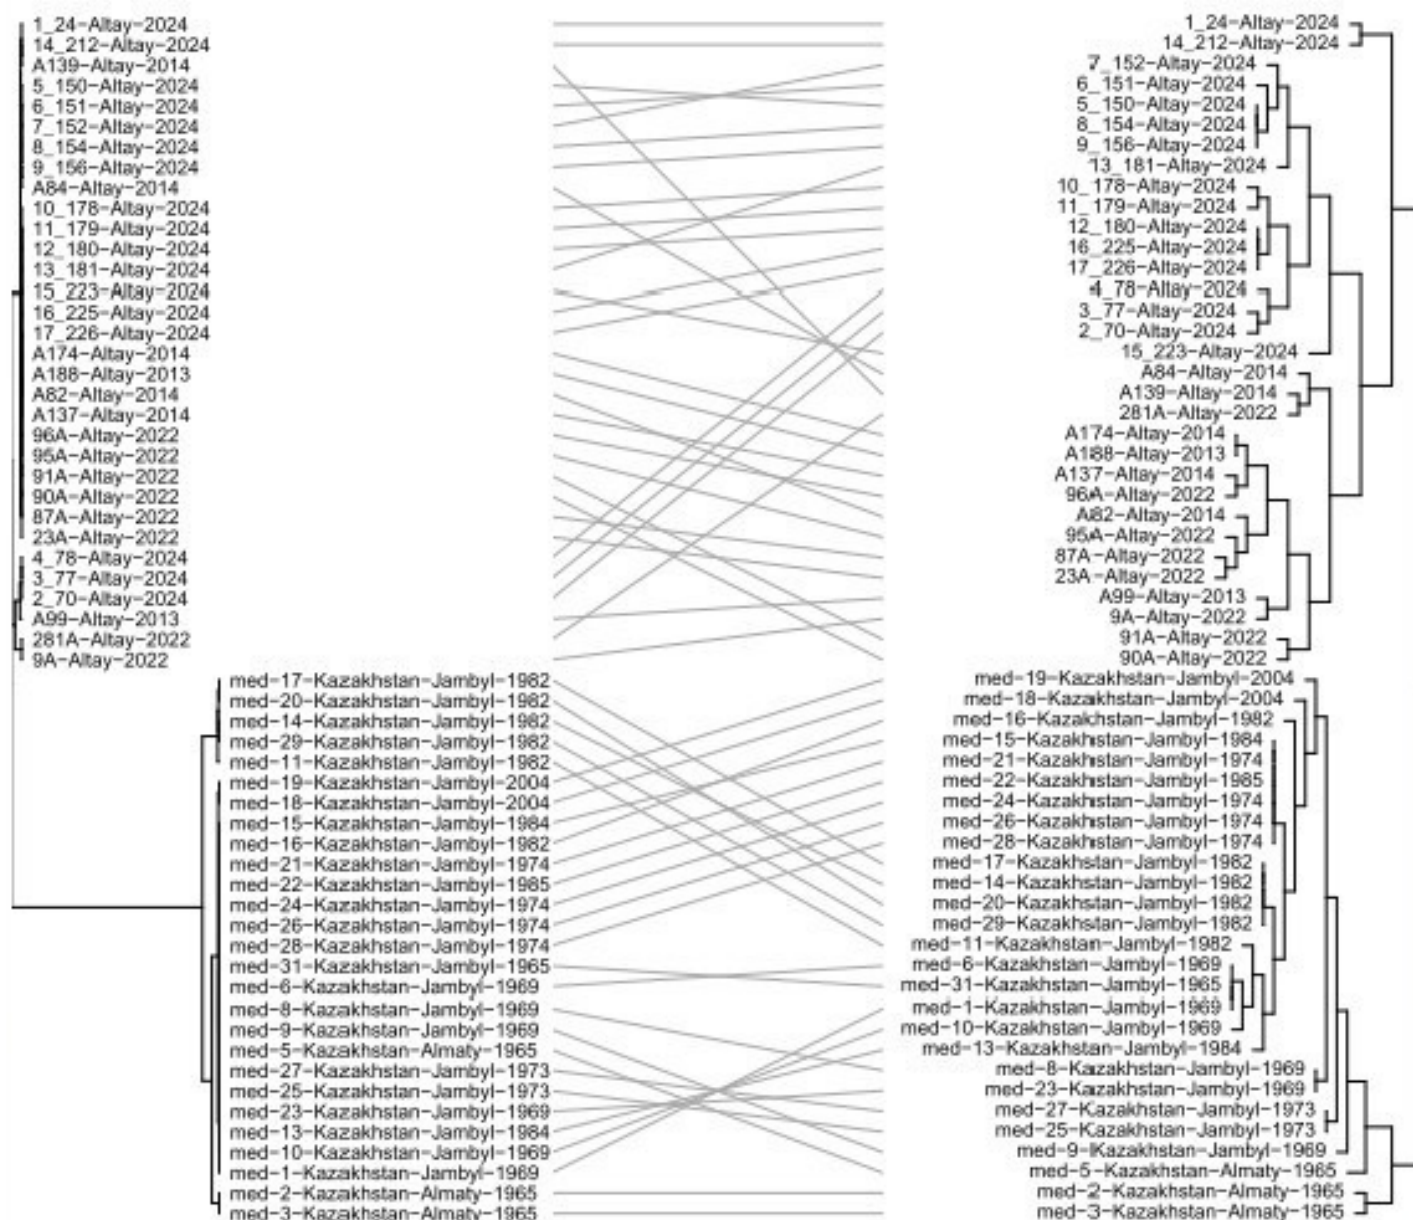 1_24-Altay-2024
14_212-Altay-2024
A139-Altay-2014
5_150-Altay-2024
6_151-Altay-2024
7_152-Altay-2024
8_154-Altay-2024
9_156-Altay-2024
A84-Altay-2014
10_178-Altay-2024
11_179-Altay-2024
12_180-Altay-2024
13_181-Altay-2024
15_223-Altay-2024
16_225-Altay-2024
17_226-Altay-2024
A174-Altay-2014
A188-Altay-2013
A82-Altay-2014
A137-Altay-2014
96A-Altay-2022
95A-Altay-2022
91A-Altay-2022
90A-Altay-2022
87A-Altay-2022
23A-Altay-2022
4_78-Altay-2024
3_77-Altay-2024
2_70-Altay-2024
A99-Altay-2013
281A-Altay-2022
9A-Altay-2022
med-17-Kazakhstan-Jambyl-1982
med-20-Kazakhstan-Jambyl-1982
med-14-Kazakhstan-Jambyl-1982
med-29-Kazakhstan-Jambyl-1982
med-11-Kazakhstan-Jambyl-1982
med-19-Kazakhstan-Jambyl-2004
med-18-Kazakhstan-Jambyl-2004
med-15-Kazakhstan-Jambyl-1984
med-16-Kazakhstan-Jambyl-1982
med-21-Kazakhstan-Jambyl-1974
med-22-Kazakhstan-Jambyl-1985
med-24-Kazakhstan-Jambyl-1974
med-26-Kazakhstan-Jambyl-1974
med-28-Kazakhstan-Jambyl-1974
med-31-Kazakhstan-Jambyl-1965
med-6-Kazakhstan-Jambyl-1969
med-8-Kazakhstan-Jambyl-1969
med-9-Kazakhstan-Jambyl-1969
med-5-Kazakhstan-Almaty-1965
med-27-Kazakhstan-Jambyl-1973
med-25-Kazakhstan-Jambyl-1973
med-23-Kazakhstan-Jambyl-1969
med-13-Kazakhstan-Jambyl-1984
med-10-Kazakhstan-Jambyl-1969
med-1-Kazakhstan-Jambyl-1969
med-2-Kazakhstan-Almaty-1965
med-3-Kazakhstan-Almaty-1965
1_24-Altay-2024
14_212-Altay-2024
7_152-Altay-2024
6_151-Altay-2024
5_150-Altay-2024
8_154-Altay-2024
9_156-Altay-2024
13_181-Altay-2024
10_178-Altay-2024
11_179-Altay-2024
12_180-Altay-2024
16_225-Altay-2024
17_226-Altay-2024
4_78-Altay-2024
3_77-Altay-2024
2_70-Altay-2024
15_223-Altay-2024
A84-Altay-2014
A139-Altay-2014
281A-Altay-2022
A174-Altay-2014
A188-Altay-2013
A137-Altay-2014
96A-Altay-2022
A82-Altay-2014
95A-Altay-2022
87A-Altay-2022
23A-Altay-2022
A99-Altay-2013
9A-Altay-2022
91A-Altay-2022
90A-Altay-2022
med-19-Kazakhstan-Jambyl-2004
med-18-Kazakhstan-Jambyl-2004
med-16-Kazakhstan-Jambyl-1982
med-15-Kazakhstan-Jambyl-1984
med-21-Kazakhstan-Jambyl-1974
med-22-Kazakhstan-Jambyl-1985
med-24-Kazakhstan-Jambyl-1974
med-26-Kazakhstan-Jambyl-1974
med-28-Kazakhstan-Jambyl-1974
med-17-Kazakhstan-Jambyl-1982
med-14-Kazakhstan-Jambyl-1982
med-20-Kazakhstan-Jambyl-1982
med-29-Kazakhstan-Jambyl-1982
med-11-Kazakhstan-Jambyl-1982
med-6-Kazakhstan-Jambyl-1969
med-31-Kazakhstan-Jambyl-1965
med-1-Kazakhstan-Jambyl-1969
med-10-Kazakhstan-Jambyl-1969
med-13-Kazakhstan-Jambyl-1984
med-8-Kazakhstan-Jambyl-1969
med-23-Kazakhstan-Jambyl-1969
med-27-Kazakhstan-Jambyl-1973
med-25-Kazakhstan-Jambyl-1973
med-9-Kazakhstan-Jambyl-1969
med-5-Kazakhstan-Almaty-1965
med-2-Kazakhstan-Almaty-1965
med-3-Kazakhstan-Almaty-1965